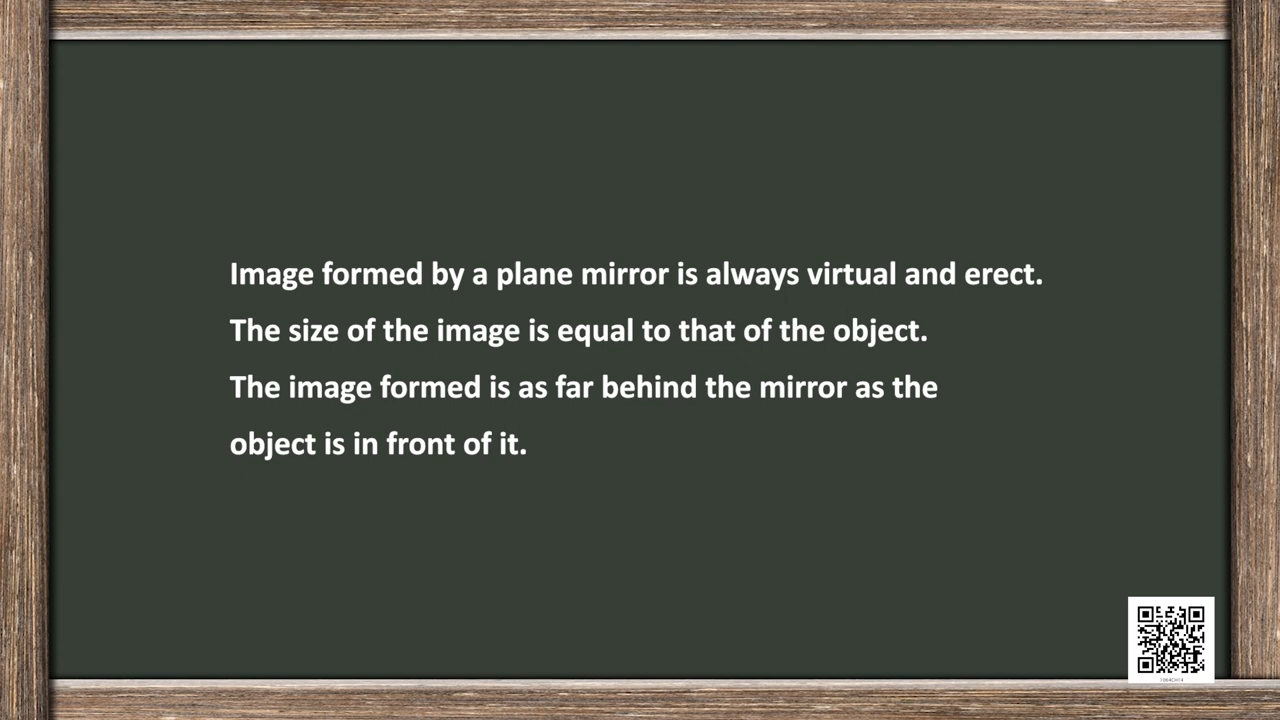 Image formed by a plane mirror is always virtual and erect.
The size of the image is equal to that of the object.
The image formed is as far behind the mirror as the
object is in front of it.